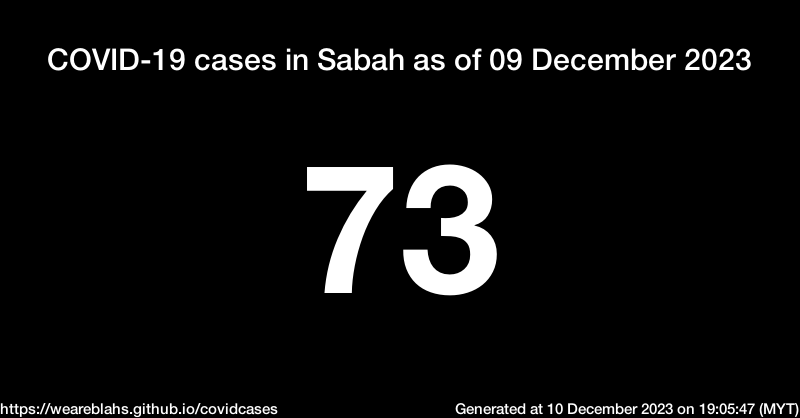 COVID-19 cases in Sabah as of 09 December 2023
73
https://weareblahs.github.io/covidcases
Generated at 10 December 2023 on 19:05:47 (MYT)